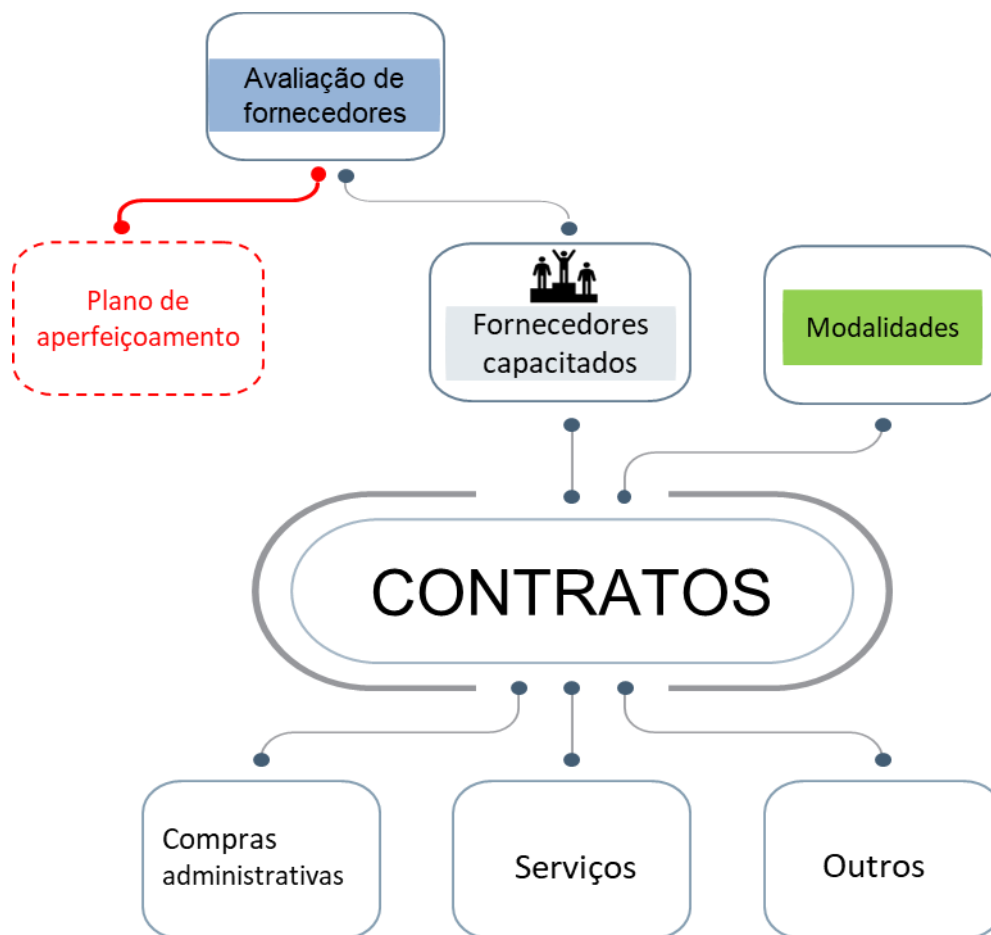 Avaliação de
fornecedores
Plano de
aperfeiçoamento
Fornecedores
capacitados
Modalidades
CONTRATOS
Compras
administrativas
Serviços
Outros